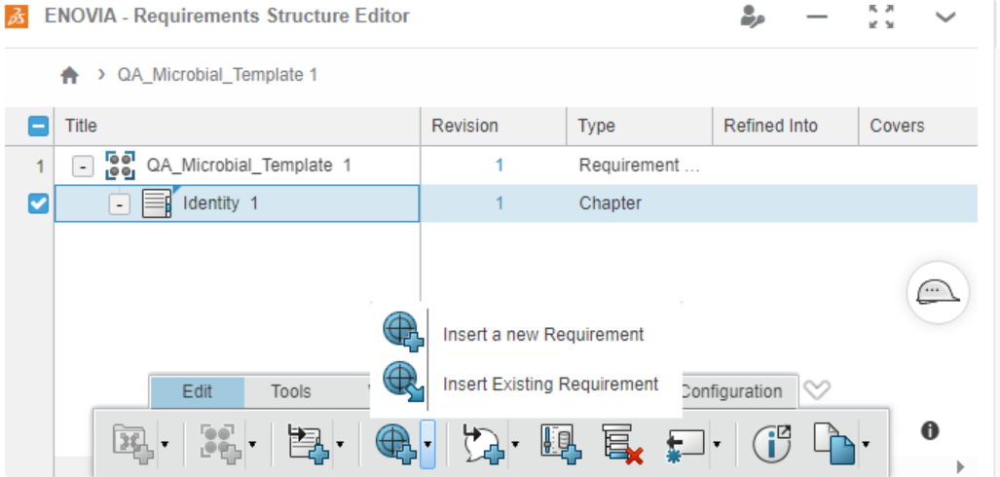 ENOVIA - Requirements Structure Editor
QA_Microbial_Template 1
Title Revision Type Refined Into Covers
1 QA_Microbial_Template 1 1 Requirement ...
Identity 1 1 Chapter
Insert a new Requirement
Insert Existing Requirement
Edit Tools Configuration